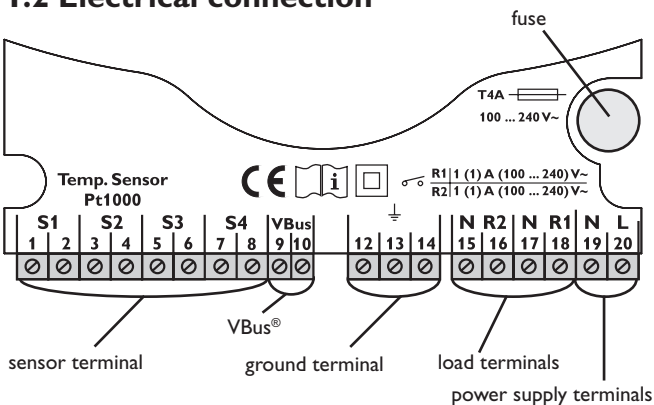 1.2 Electrical connection
fuse
T4A
100 ... 240 V~
R1 1 (1) A (100 ... 240) V~
R2 1 (1) A (100 ... 240) V~
CE i
Temp. Sensor
Pt1000
S1 S2 S3 S4 VBus N R2 N R1 N L
1 2 3 4 5 6 7 8 9 10 12 13 14 15 16 17 18 19 20
VBus®
sensor terminal ground terminal load terminals
power supply terminals